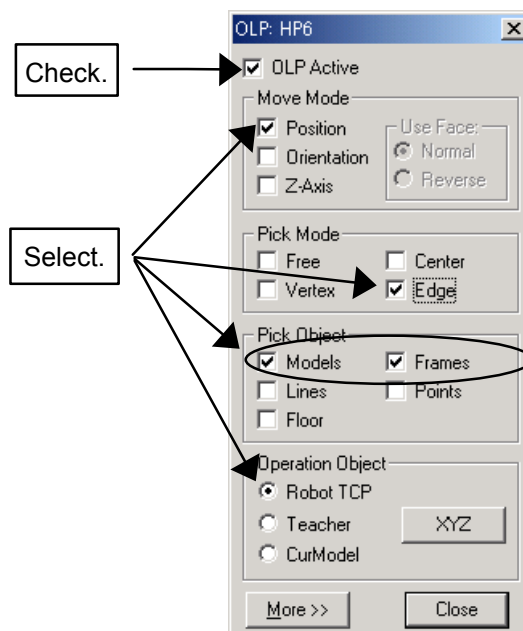 OLP: HP6
Check.
OLP Active
Move Mode
Position
Use Face:
Orientation
Normal
Z-Axis
Reverse
Select.
Pick Mode
Free Center
Vertex Edge
Pick Object
Models Frames
Lines Points
Floor
Operation Object
Robot TCP
Teacher XYZ
CurModel
More >> Close